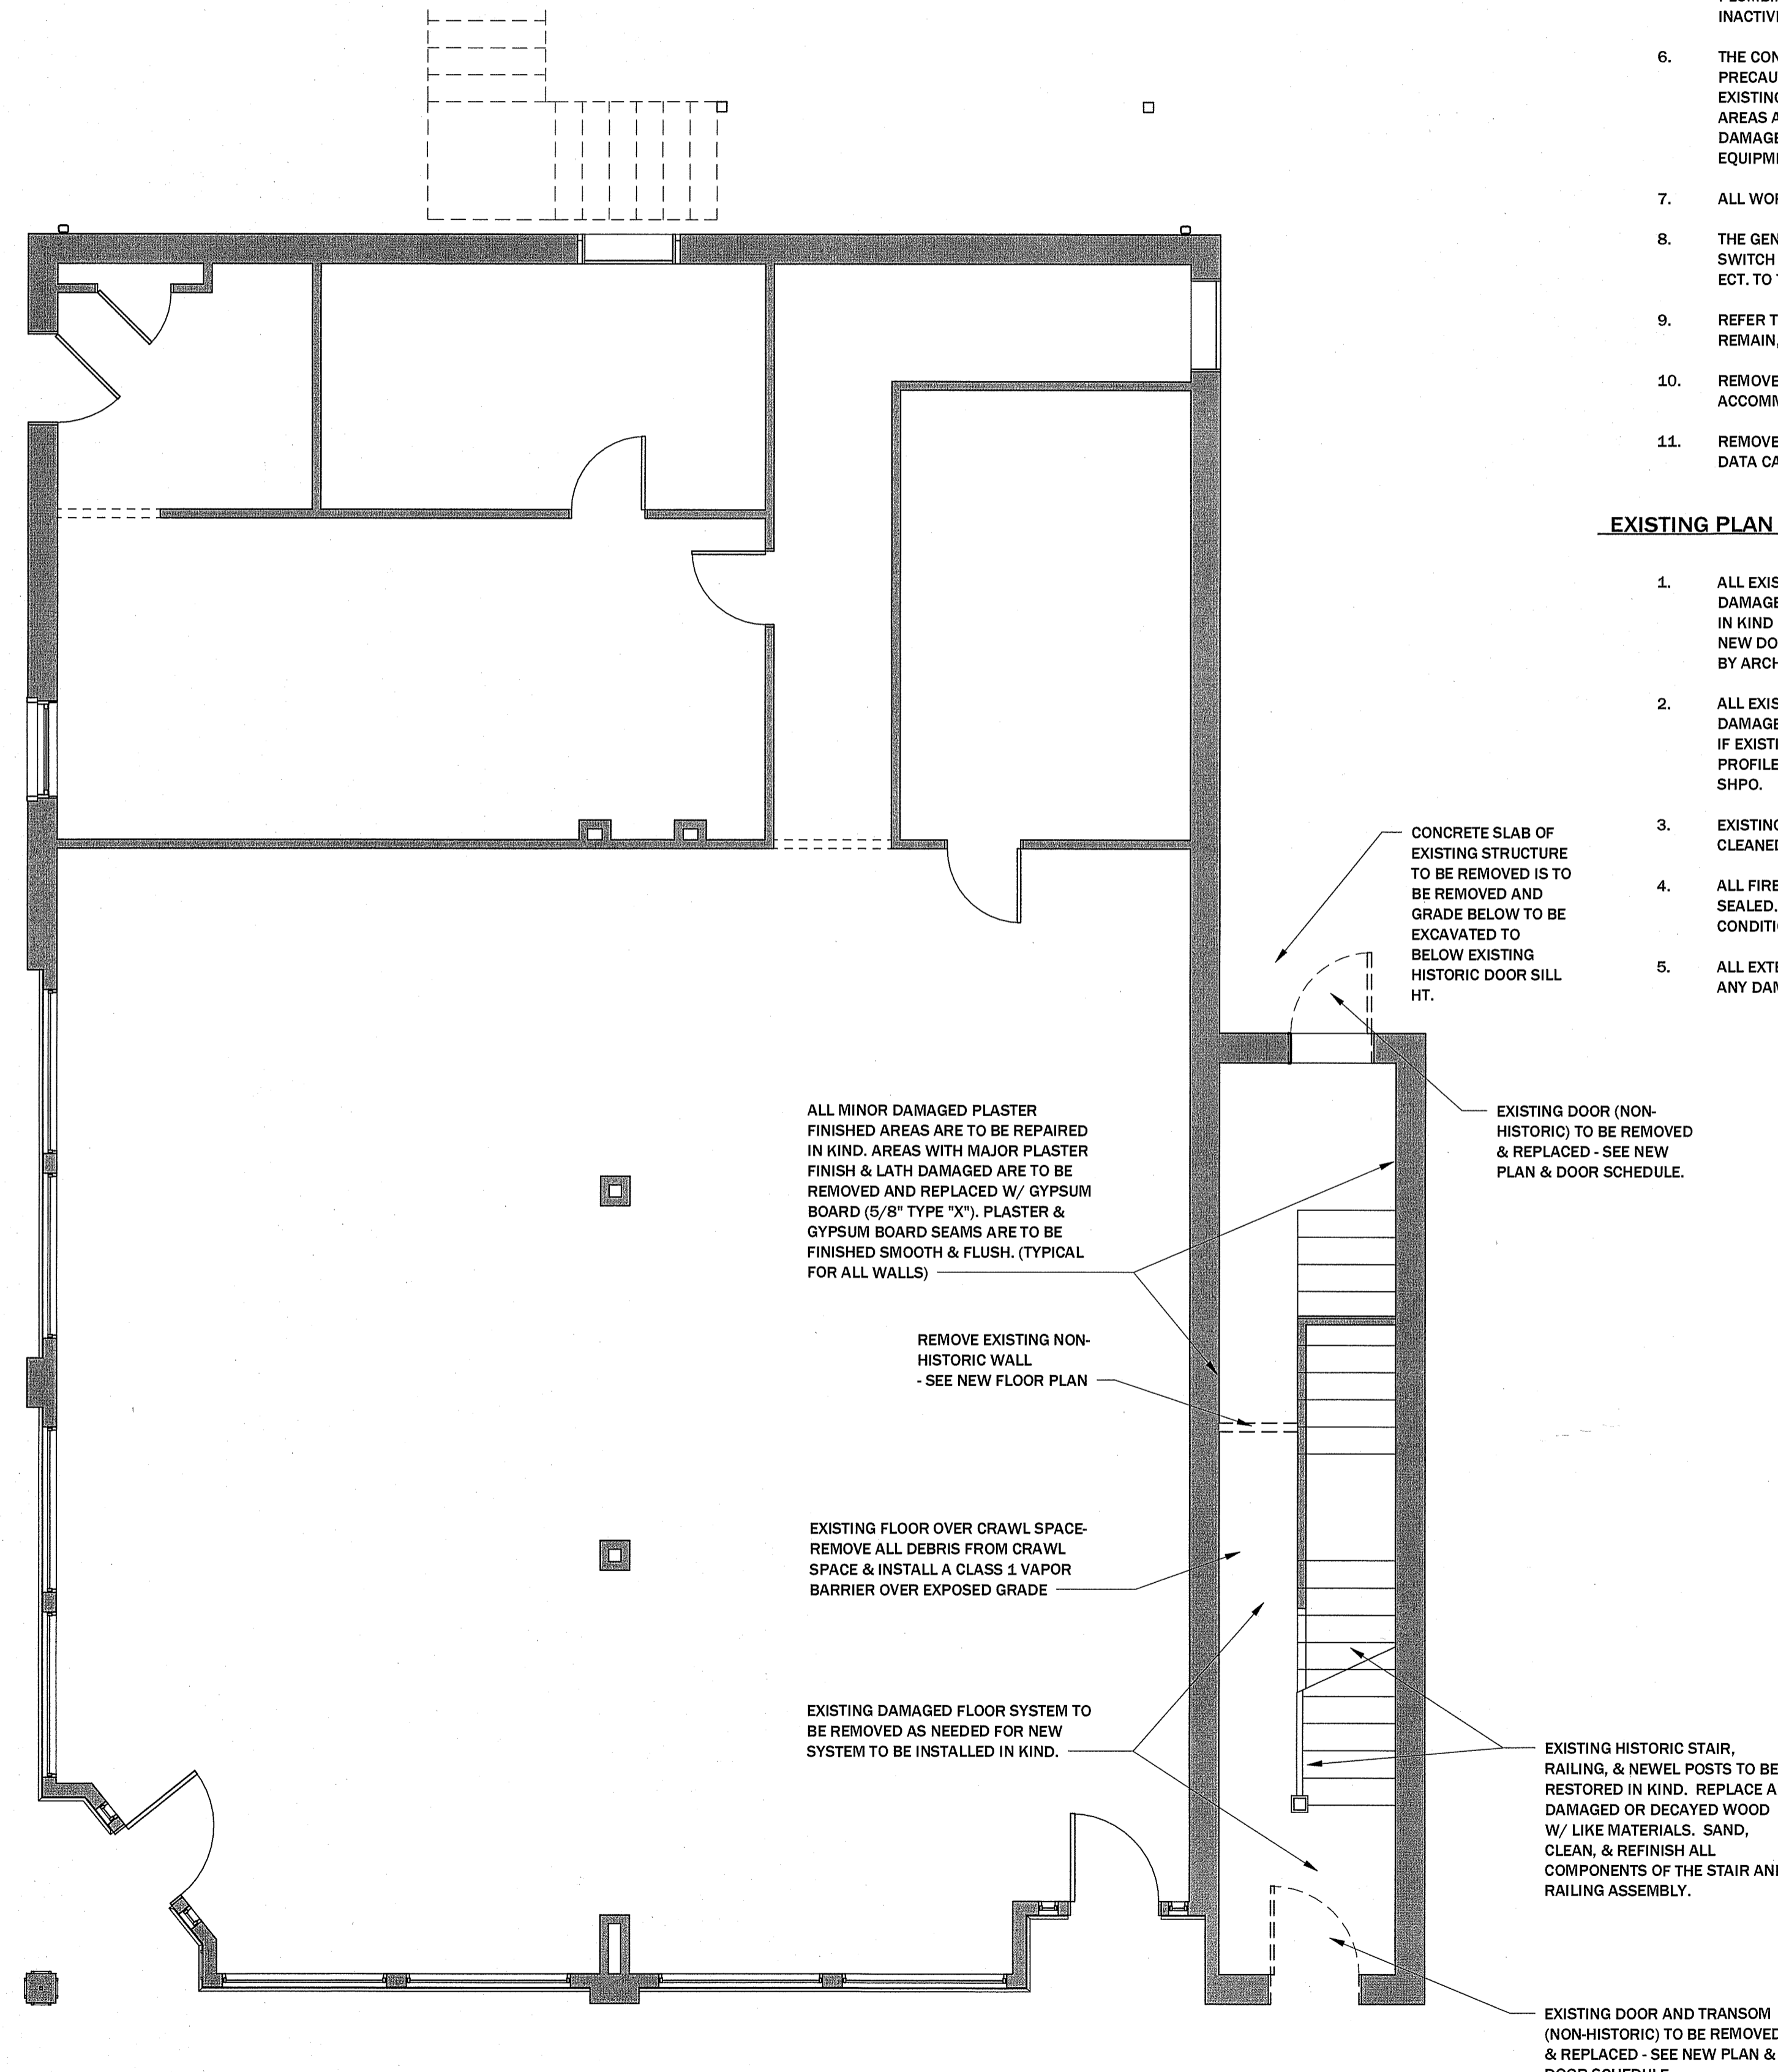 INACTIV
6. THE CON
PRECAU
EXISTING
AREAS A
DAMAGE
EQUIPM
7. ALL WOR
8. THE GEN
SWITCH
ECT. TO
9. REFER T
REMAIN,
10. REMOVE
ACCOMM
11. REMOVE
DATA CA
EXISTING PLAN
1. ALL EXIS
DAMAGE
IN KIND
NEW DO
BY ARCH
2. ALL EXIS
DAMAGE
IF EXISTI
PROFILE
SHPO.
3. EXISTING
CLEANED
4. ALL FIRE
SEALED.
CONDITI
5. ALL EXTE
ANY DAM
CONCRETE SLAB OF
EXISTING STRUCTURE
TO BE REMOVED IS TO
BE REMOVED AND
GRADE BELOW TO BE
EXCAVATED TO
BELOW EXISTING
HISTORIC DOOR SILL
HT.
EXISTING DOOR (NON-
HISTORIC) TO BE REMOVED
& REPLACED - SEE NEW
PLAN & DOOR SCHEDULE.
ALL MINOR DAMAGED PLASTER
FINISHED AREAS ARE TO BE REPAIRED
IN KIND. AREAS WITH MAJOR PLASTER
FINISH & LATH DAMAGED ARE TO BE
REMOVED AND REPLACED W/ GYPSUM
BOARD (5/8" TYPE "X"). PLASTER &
GYPSUM BOARD SEAMS ARE TO BE
FINISHED SMOOTH & FLUSH. (TYPICAL
FOR ALL WALLS)
REMOVE EXISTING NON-
HISTORIC WALL
- SEE NEW FLOOR PLAN
EXISTING FLOOR OVER CRAWL SPACE-
REMOVE ALL DEBRIS FROM CRAWL
SPACE & INSTALL A CLASS 1 VAPOR
BARRIER OVER EXPOSED GRADE
EXISTING DAMAGED FLOOR SYSTEM TO
BE REMOVED AS NEEDED FOR NEW
SYSTEM TO BE INSTALLED IN KIND.
EXISTING HISTORIC STAIR,
RAILING, & NEWEL POSTS TO BE
RESTORED IN KIND. REPLACE A
DAMAGED OR DECAYED WOOD
W/ LIKE MATERIALS. SAND,
CLEAN, & REFINISH ALL
COMPONENTS OF THE STAIR AN
RAILING ASSEMBLY.
EXISTING DOOR AND TRANSOM
(NON-HISTORIC) TO BE REMOVED
& REPLACED - SEE NEW PLAN &